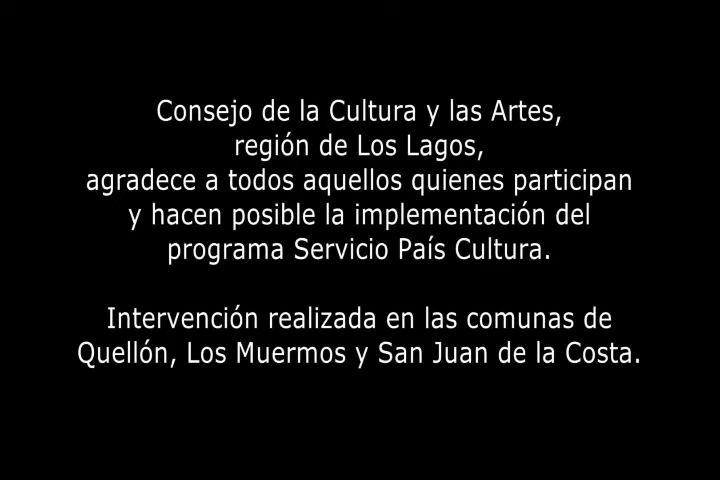 Consejo de la Cultura y las Artes,
región de Los Lagos,
agradece a todos aquellos quienes participan
y hacen posible la implementación del
programa Servicio País Cultura.
Intervención realizada en las comunas de
Quellón, Los Muermos y San Juan de la Costa.